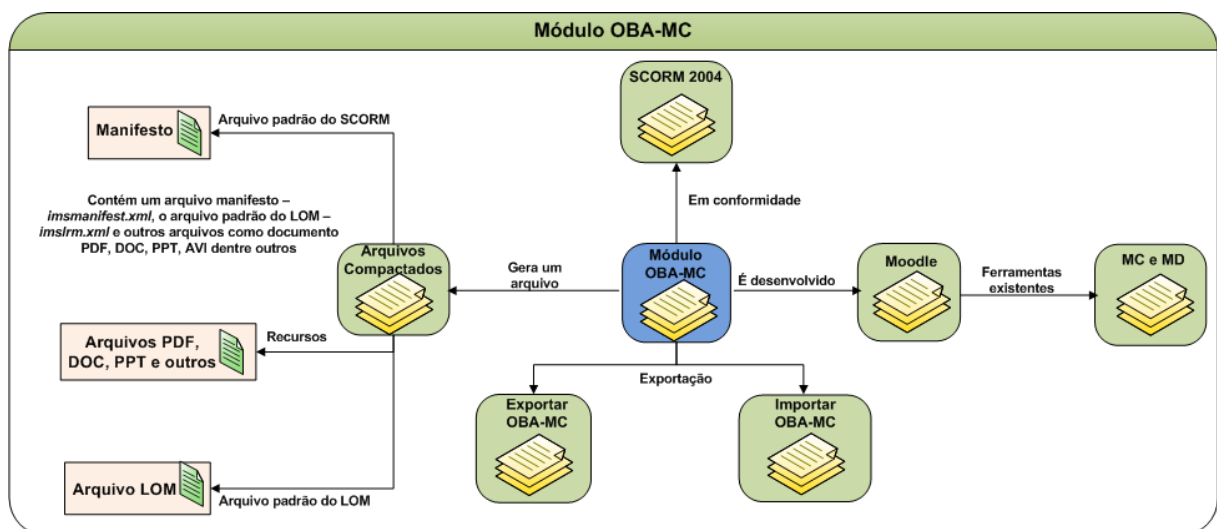 Módulo OBA-MC
SCORM 2004
Manifesto
Arquivo padrão do SCORM
Contém um arquivo manifesto –
imsmanifest.xml, o arquivo padrão do LOM –
imslrm.xml e outros arquivos como documento
PDF, DOC, PPT, AVI dentre outros
Em conformidade
Arquivos
Compactados
Gera um
arquivo
Módulo
OBA-MC
É desenvolvido
Moodle
Ferramentas
existentes
MC e MD
Arquivos PDF,
DOC, PPT e outros
Recursos
Exportação
Exportar
OBA-MC
Importar
OBA-MC
Arquivo LOM
Arquivo padrão do LOM